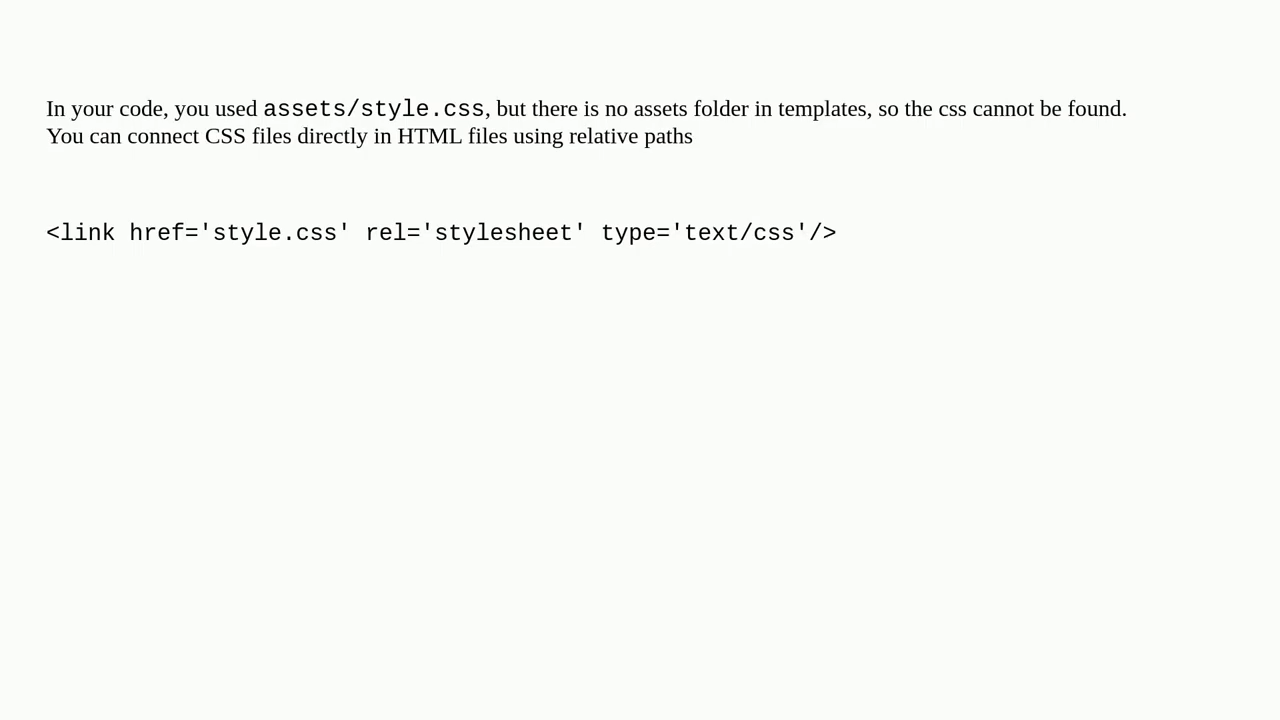 In your code, you used assets/style.css, but there is no assets folder in templates, so the css cannot be found.
You can connect CSS files directly in HTML files using relative paths
<link href='style.css' rel='stylesheet' type='text/css'/>